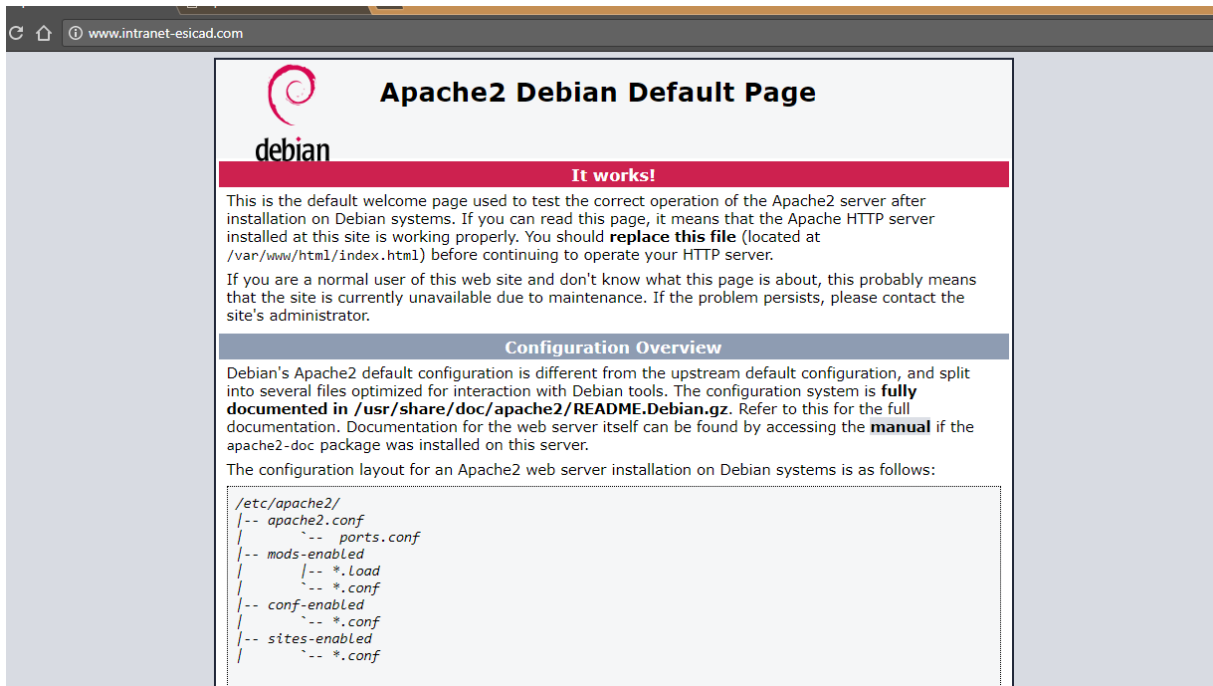 www.intranet-esicad.com
Apache2 Debian Default Page
debian
It works!
This is the default welcome page used to test the correct operation of the Apache2 server after
installation on Debian systems. If you can read this page, it means that the Apache HTTP server
installed at this site is working properly. You should replace this file (located at
/var/www/html/index.html) before continuing to operate your HTTP server.
If you are a normal user of this web site and don't know what this page is about, this probably means
that the site is currently unavailable due to maintenance. If the problem persists, please contact the
site's administrator.
Configuration Overview
Debian's Apache2 default configuration is different from the upstream default configuration, and split
into several files optimized for interaction with Debian tools. The configuration system is fully
documented in /usr/share/doc/apache2/README.Debian.gz. Refer to this for the full
documentation. Documentation for the web server itself can be found by accessing the manual if the
apache2-doc package was installed on this server.
The configuration layout for an Apache2 web server installation on Debian systems is as follows:
/etc/apache2/
|-- apache2.conf
|       `--  ports.conf
|-- mods-enabled
|       |-- *.load
|       `-- *.conf
|-- conf-enabled
|       `-- *.conf
|-- sites-enabled
|       `-- *.conf